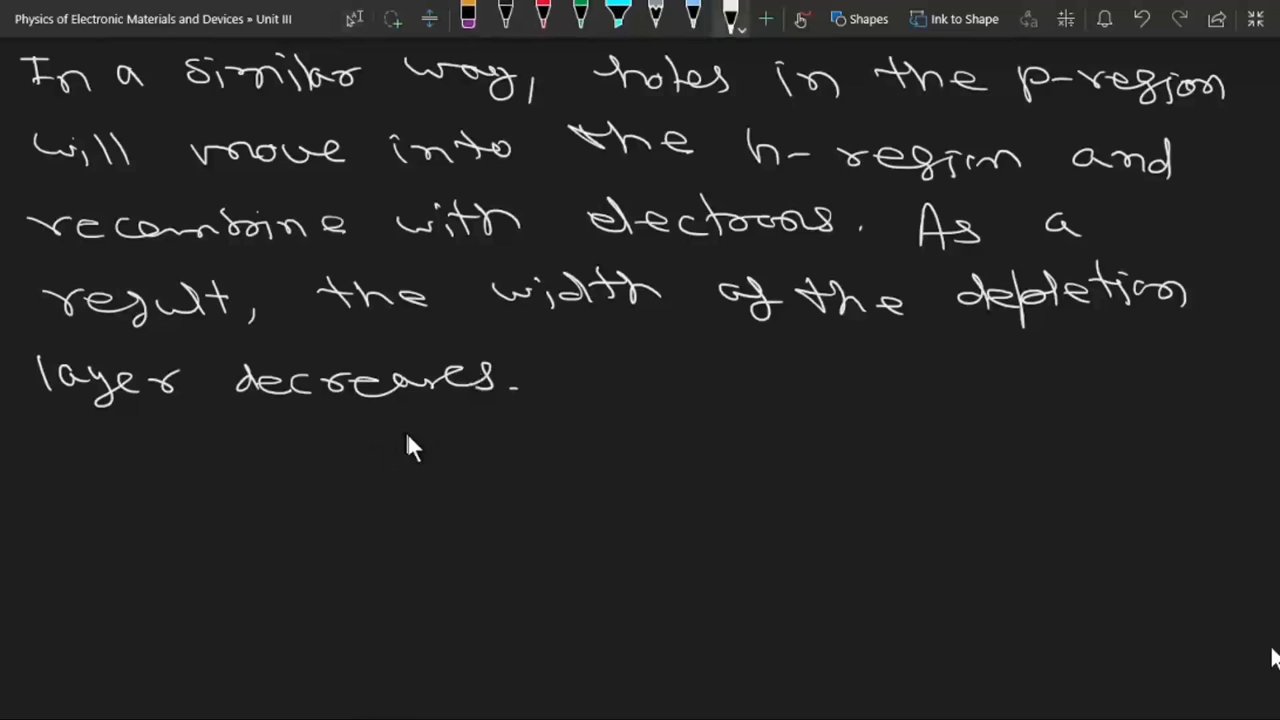 Physics of Electronic Materials and Devices » Unit III
Shapes
Ink to Shape
In a similar way, holes in the p-region
will move into the n-region and
recombine with electrons. As a
result, the width of the depletion
layer decreases.